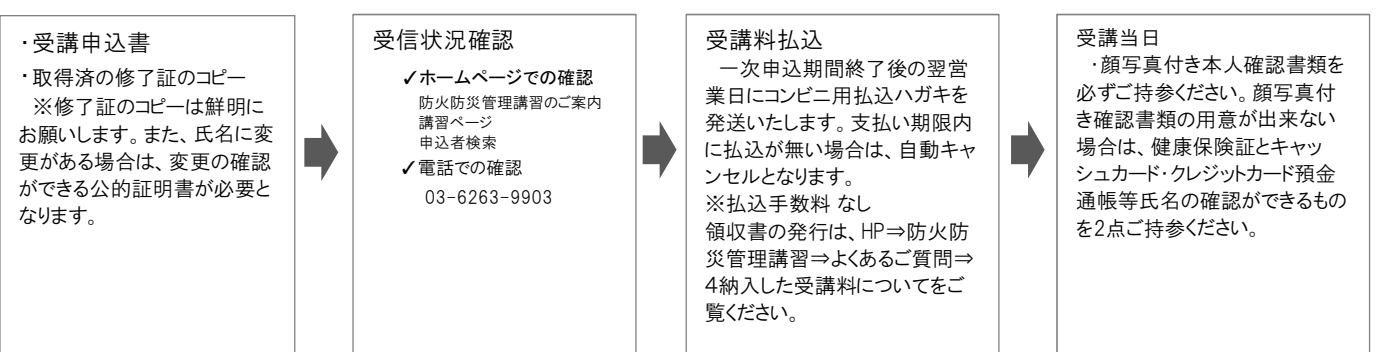 ・受講申込書
・取得済の修了証のコピー
※修了証のコピーは鮮明に
お願いします。また、氏名に変
更がある場合は、変更の確認
ができる公的証明書が必要と
なります。
受信状況確認
✓ホームページでの確認
防火防災管理講習のご案内
講習ページ
申込者検索
✓電話での確認
03-6263-9903
受講料払込
一次申込期間終了後の翌営
業日にコンビニ用払込ハガキを
発送いたします。支払い期限内
に払込が無い場合は、自動キャ
ンセルとなります。
※払込手数料 なし
領収書の発行は、HP⇒防火防
災管理講習⇒よくあるご質問⇒
4納入した受講料についてをご
覧ください。
受講当日
・顔写真付き本人確認書類を
必ずご持参ください。顔写真付
き確認書類の用意が出来ない
場合は、健康保険証とキャッ
シュカード・クレジットカード預金
通帳等氏名の確認ができるもの
を2点ご持参ください。